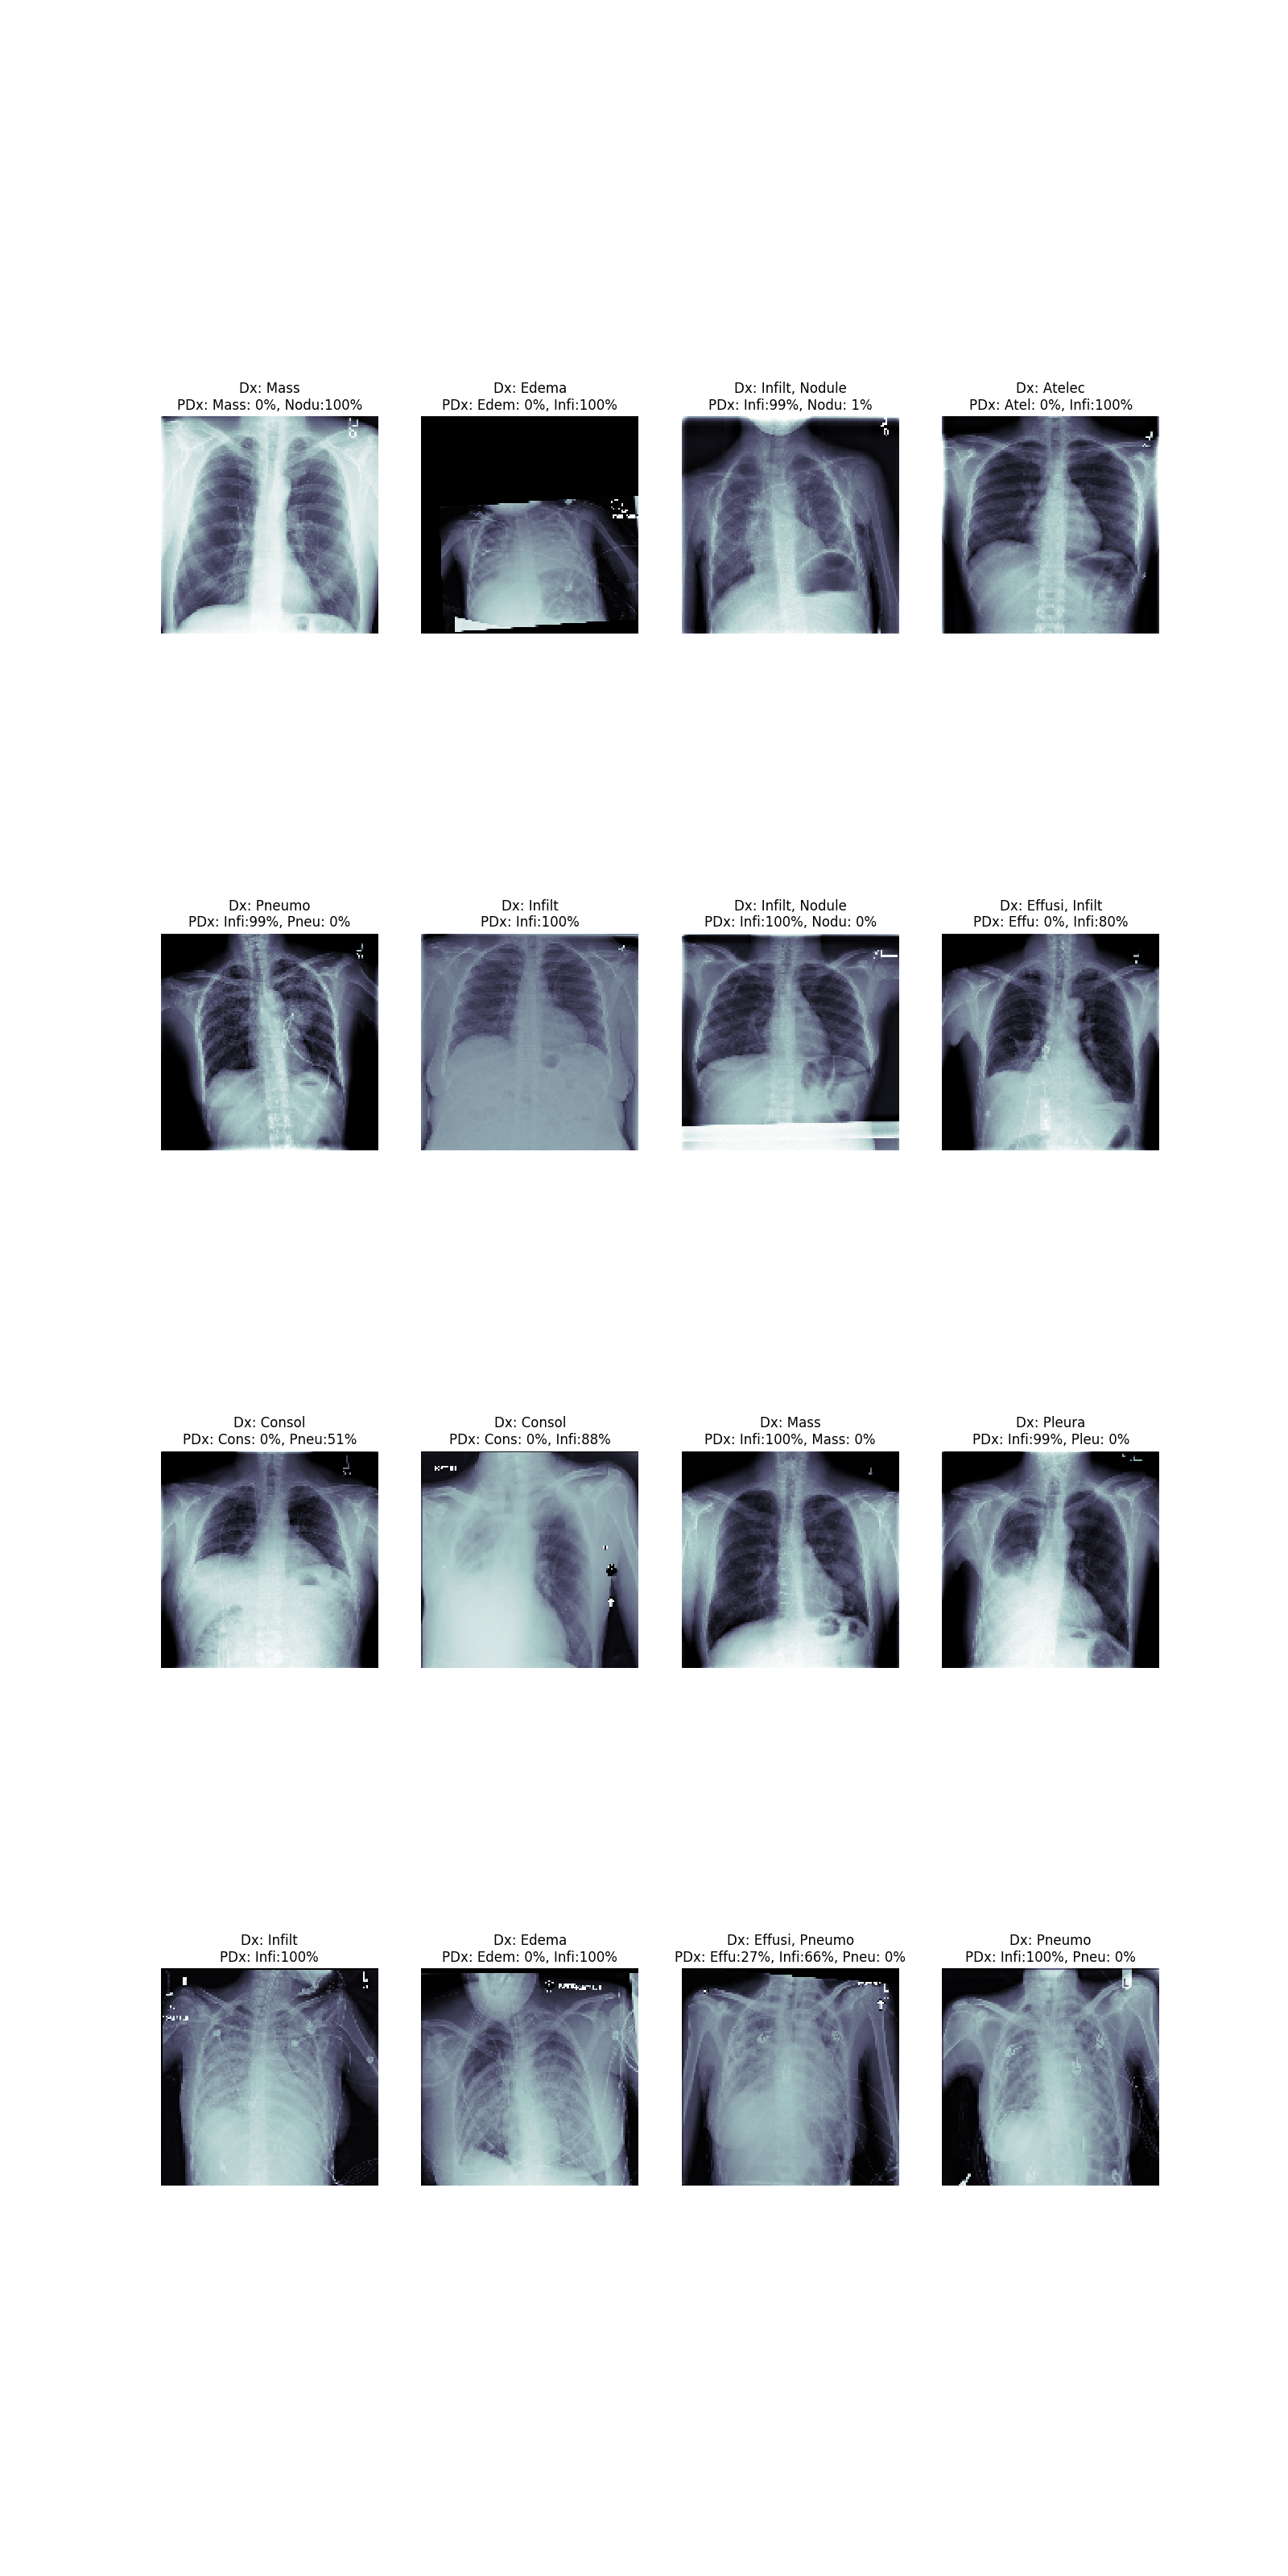 Dx: Mass
PDx: Mass: 0%, Nodu:100%
Dx: Edema
PDx: Edem: 0%, Infi:100%
Dx: Infilt, Nodule
PDx: Infi:99%, Nodu: 1%
Dx: Atelec
PDx: Atel: 0%, Infi:100%
Dx: Pneumo
PDx: Infi:99%, Pneu: 0%
Dx: Infilt
PDx: Infi:100%
Dx: Infilt, Nodule
PDx: Infi:100%, Nodu: 0%
Dx: Effusi, Infilt
PDx: Effu: 0%, Infi:80%
Dx: Consol
PDx: Cons: 0%, Pneu:51%
Dx: Consol
PDx: Cons: 0%, Infi:88%
Dx: Mass
PDx: Infi:100%, Mass: 0%
Dx: Pleura
PDx: Infi:99%, Pleu: 0%
Dx: Infilt
PDx: Infi:100%
Dx: Edema
PDx: Edem: 0%, Infi:100%
Dx: Effusi, Pneumo
PDx: Effu:27%, Infi:66%, Pneu: 0%
Dx: Pneumo
PDx: Infi:100%, Pneu: 0%
L